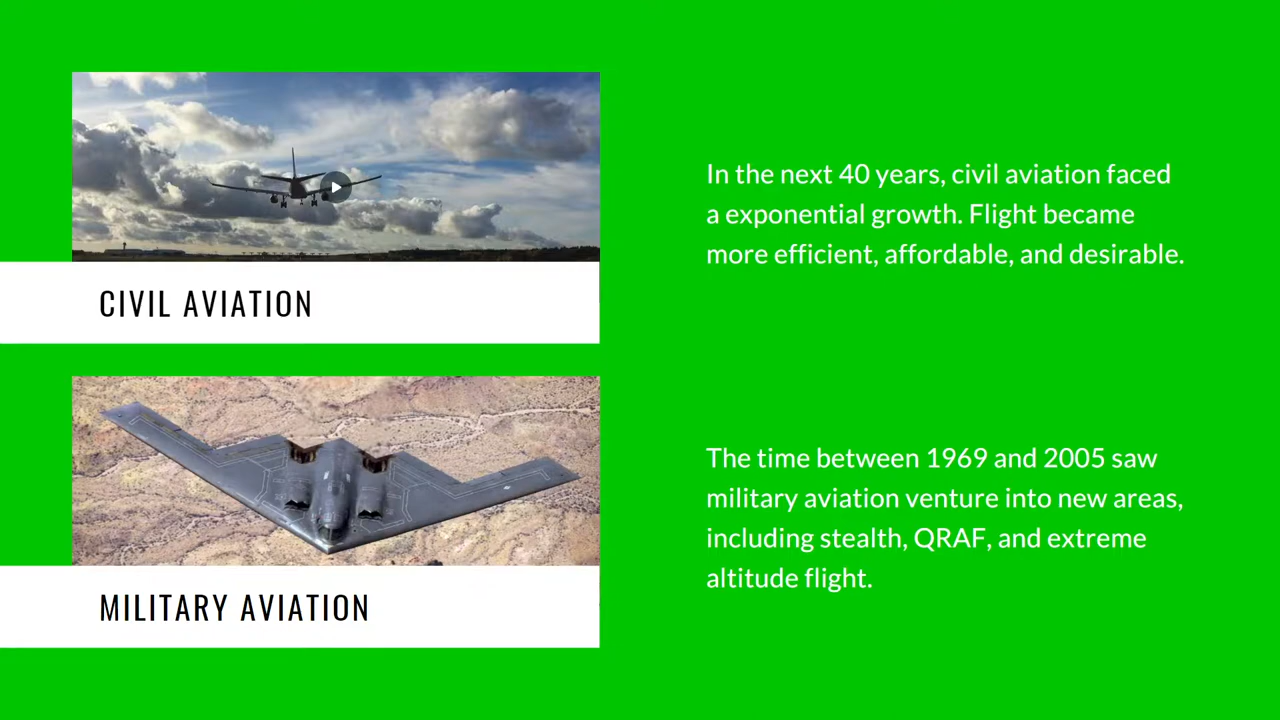 CIVIL AVIATION
In the next 40 years, civil aviation faced
a exponential growth. Flight became
more efficient, affordable, and desirable.
MILITARY AVIATION
The time between 1969 and 2005 saw
military aviation venture into new areas,
including stealth, QRAF, and extreme
altitude flight.